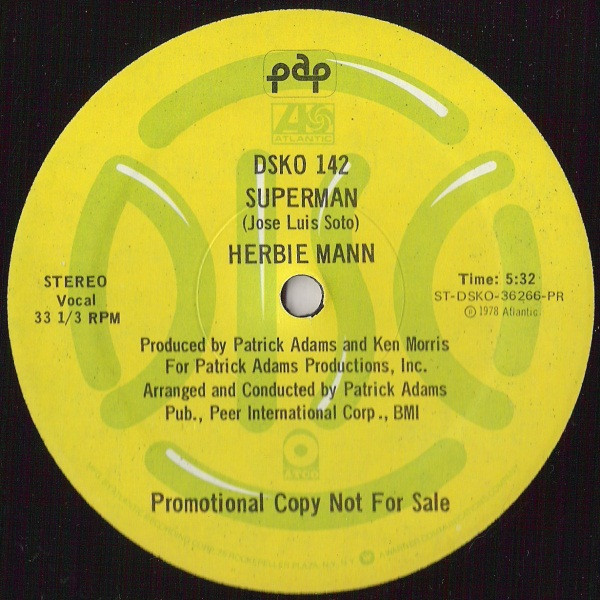 pap
ATLANTIC
DSKO 142
SUPERMAN
(Jose Luis Soto)
HERBIE MANN
STEREO
Vocal
33 1/3 RPM
Time: 5:32
ST-DSKO-36266-PR
℗ 1978 Atlantic
Produced by Patrick Adams and Ken Morris
For Patrick Adams Productions, Inc.
Arranged and Conducted by Patrick Adams
Pub., Peer International Corp., BMI
ATCO
Promotional Copy Not For Sale